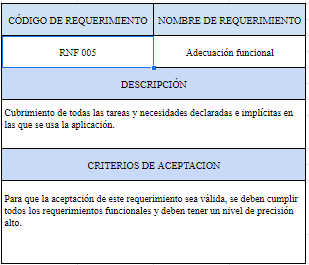 CÓDIGO DE REQUERIMIENTO NOMBRE DE REQUERIMIENTO
RNF 005 Adecuación funcional
DESCRIPCIÓN
Cubrimiento de todas las tareas y necesidades declaradas e implícitas en
las que se usa la aplicación.
CRITERIOS DE ACEPTACION
Para que la aceptación de este requerimiento sea válida, se deben cumplir
todos los requerimientos funcionales y deben tener un nivel de precisión
alto.